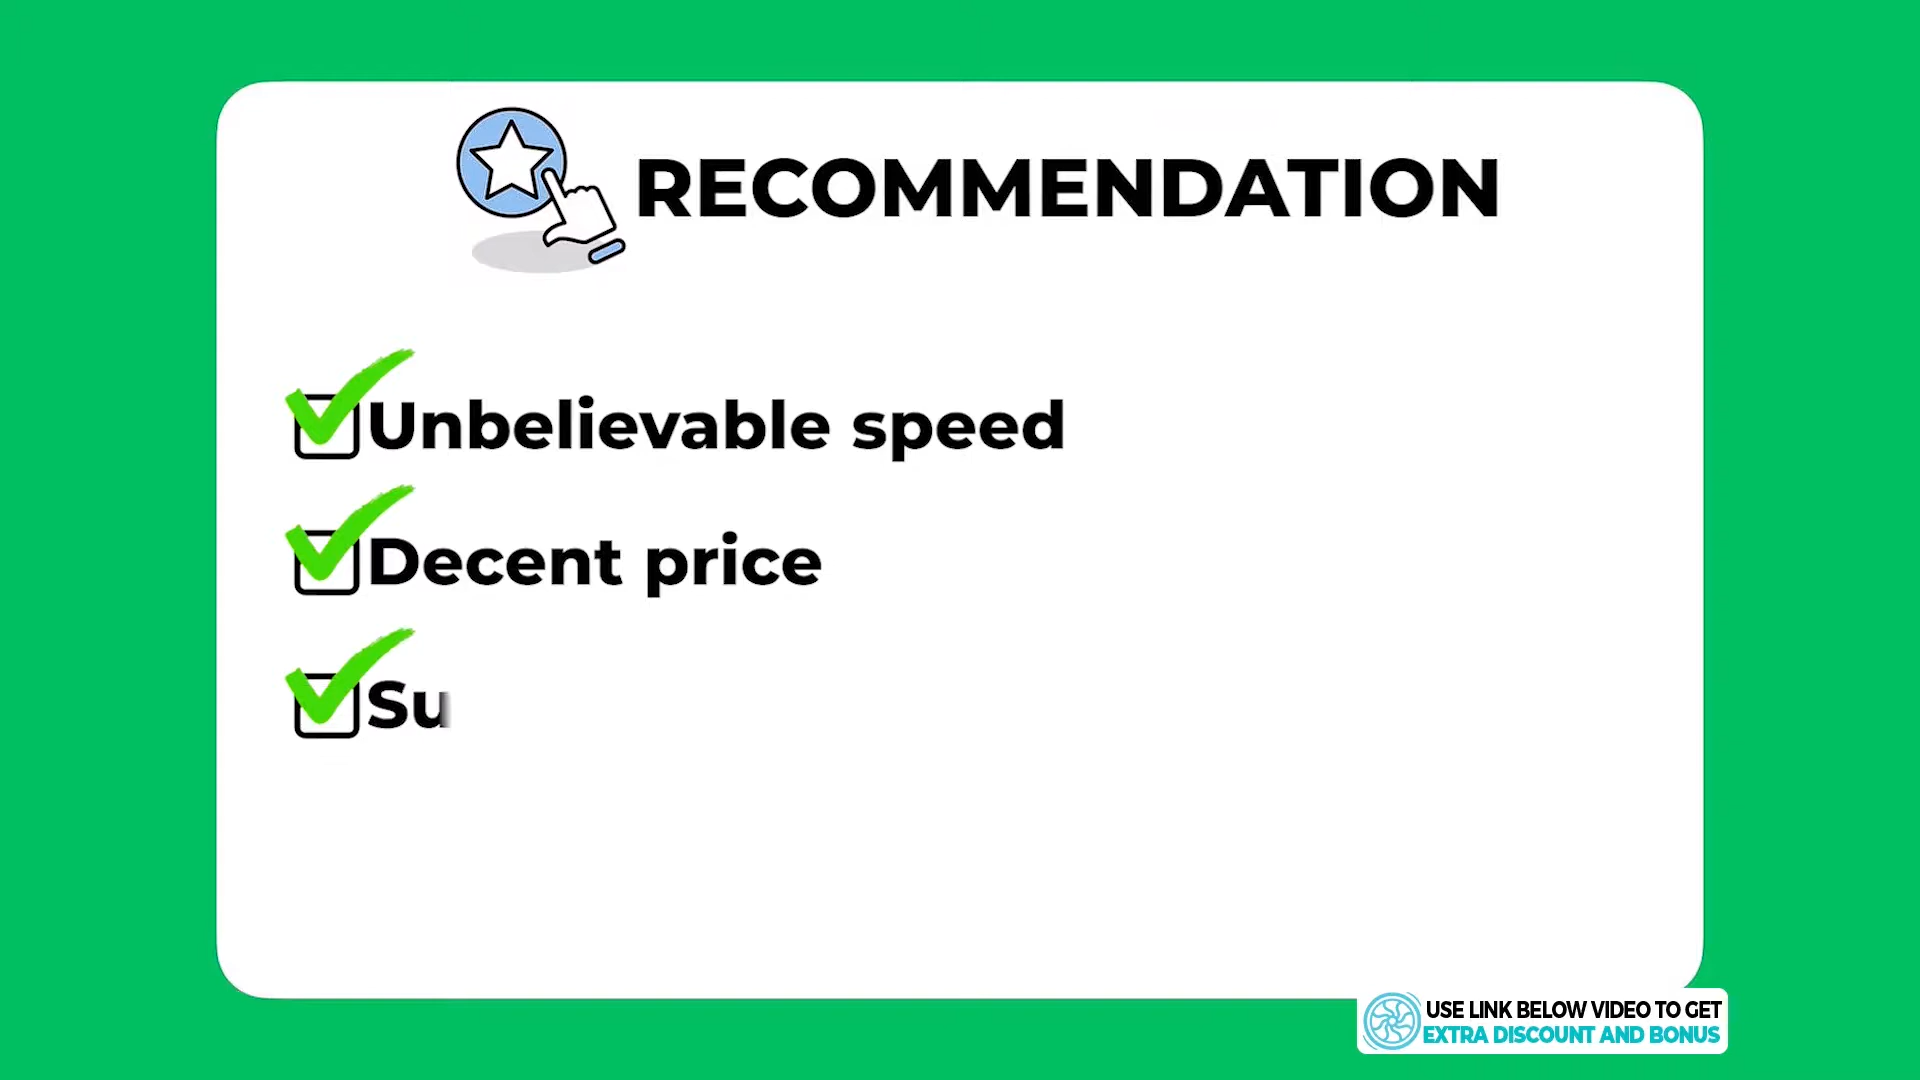 RECOMMENDATION
Unbelievable speed
Decent price
Su
USE LINK BELOW VIDEO TO GET
EXTRA DISCOUNT AND BONUS